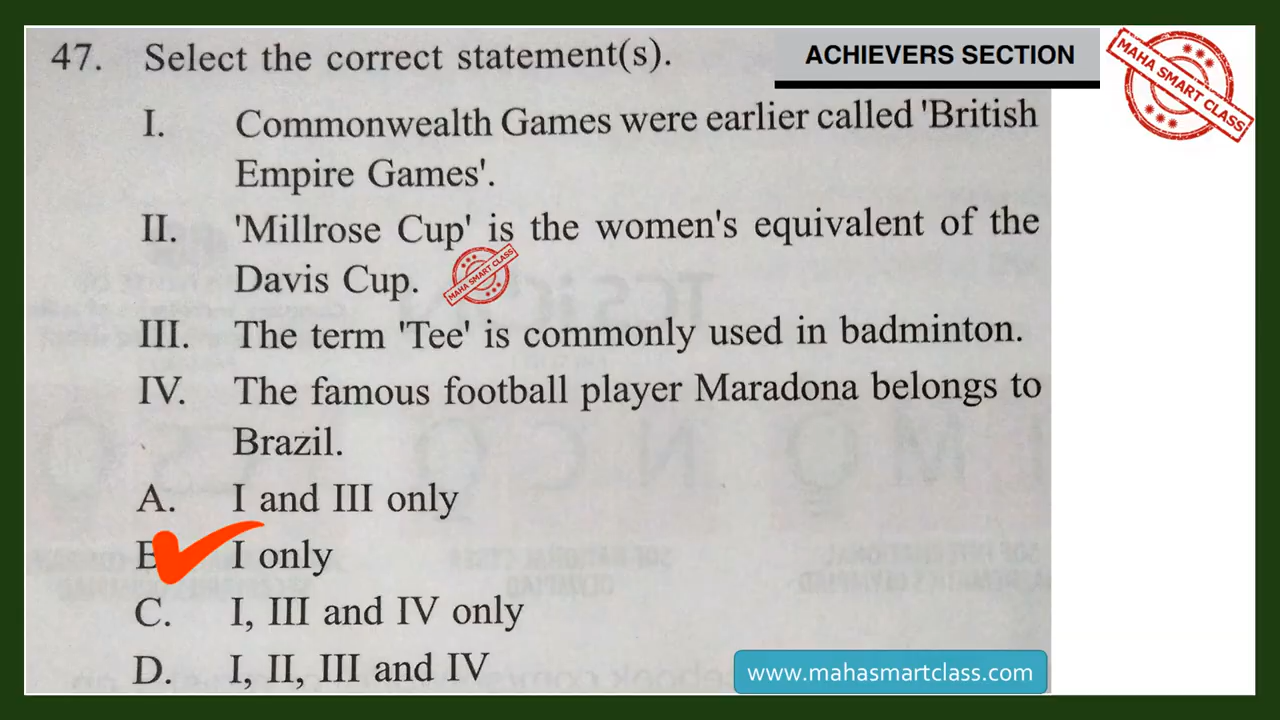 47. Select the correct statement(s).
ACHIEVERS SECTION
MAHA SMART CLASS
I. Commonwealth Games were earlier called 'British
Empire Games'.
II. 'Millrose Cup' is the women's equivalent of the
Davis Cup.
MAHA SMART CLASS
III. The term 'Tee' is commonly used in badminton.
IV. The famous football player Maradona belongs to
Brazil.
A. I and III only
B I only
C. I, III and IV only
D. I, II, III and IV
www.mahasmartclass.com